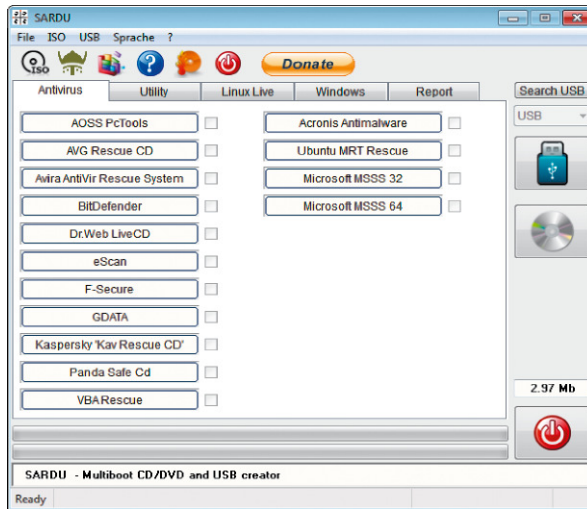 SARDU
File ISO USB Sprache ?
ISO
Donate
Antivirus Utility Linux Live Windows Report
Search USB
USB
AOSS PcTools
AVG Rescue CD
Avira AntiVir Rescue System
BitDefender
Dr.Web LiveCD
eScan
F-Secure
GDATA
Kaspersky 'Kav Rescue CD'
Panda Safe Cd
VBARescue
Acronis Antimalware
Ubuntu MRT Rescue
Microsoft MSSS 32
Microsoft MSSS 64
2.97 Mb
SARDU - Multiboot CD/DVD and USB creator
Ready